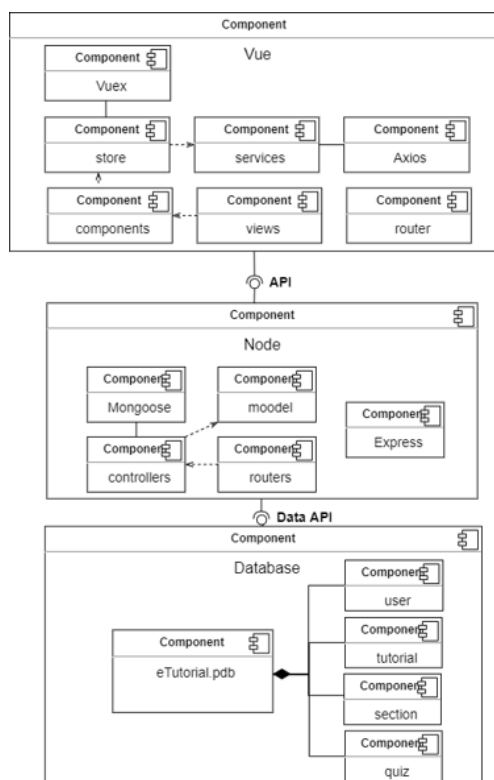 Component
Vue
Component
Vuex
Component
store
Component
services
Component
Axios
Component
components
Component
views
Component
router
API
Component
Node
Component
Mongoose
Component
moodel
Component
Express
Component
controllers
Component
routers
Data API
Component
Database
Component
user
Component
eTutorial.pdb
Component
tutorial
Component
section
Component
quiz